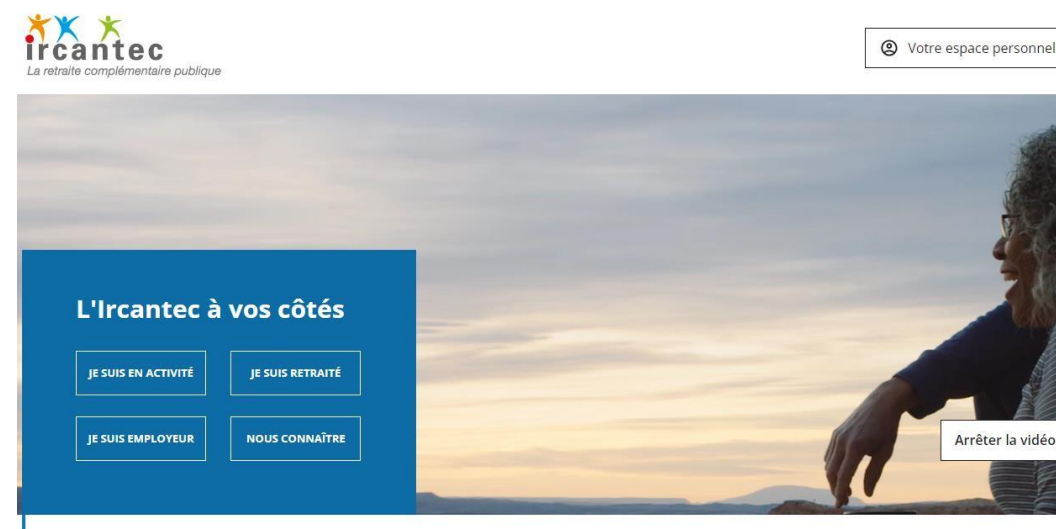 ircantec
La retraite complémentaire publique
Votre espace personnel
L'Ircantec à vos côtés
JE SUIS EN ACTIVITÉ
JE SUIS RETRAITÉ
JE SUIS EMPLOYEUR
NOUS CONNAÎTRE
Arrêter la vidéo